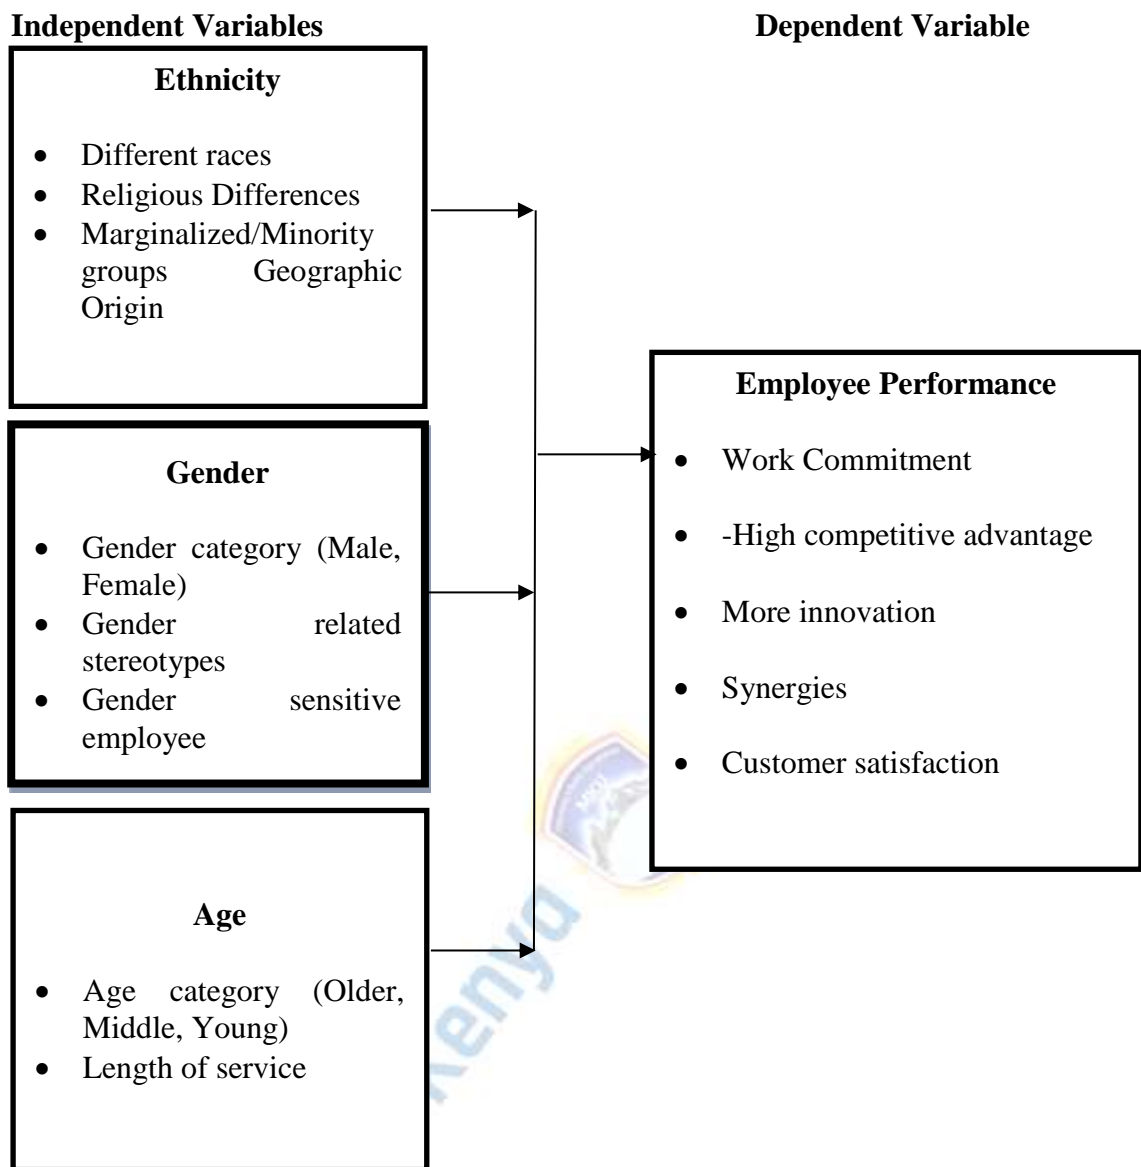 Independent Variables
Dependent Variable
Ethnicity
• Different races
• Religious Differences
• Marginalized/Minority
groups Geographic
Origin
Gender
• Gender category (Male,
Female)
• Gender related
stereotypes
• Gender sensitive
employee
Age
• Age category (Older,
Middle, Young)
• Length of service
Employee Performance
• Work Commitment
• -High competitive advantage
• More innovation
• Synergies
• Customer satisfaction
Kenya